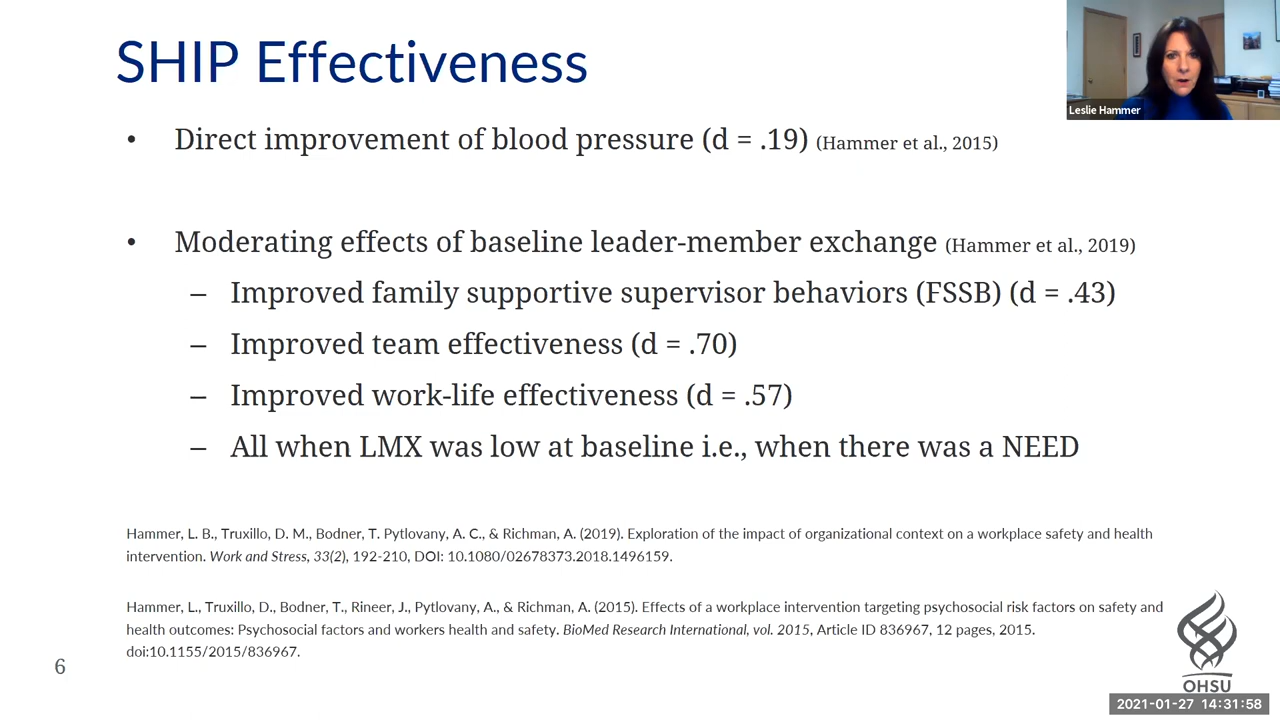 SHIP Effectiveness
Leslie Hammer
• Direct improvement of blood pressure (d = .19) (Hammer et al., 2015)
• Moderating effects of baseline leader-member exchange (Hammer et al., 2019)
– Improved family supportive supervisor behaviors (FSSB) (d = .43)
– Improved team effectiveness (d = .70)
– Improved work-life effectiveness (d = .57)
– All when LMX was low at baseline i.e., when there was a NEED
Hammer, L. B., Truxillo, D. M., Bodner, T. Pytlovany, A. C., & Richman, A. (2019). Exploration of the impact of organizational context on a workplace safety and health
intervention. Work and Stress, 33(2), 192-210, DOI: 10.1080/02678373.2018.1496159.
Hammer, L., Truxillo, D., Bodner, T., Rineer, J., Pytlovany, A., & Richman, A. (2015). Effects of a workplace intervention targeting psychosocial risk factors on safety and
health outcomes: Psychosocial factors and workers health and safety. BioMed Research International, vol. 2015, Article ID 836967, 12 pages, 2015.
doi:10.1155/2015/836967.
6
OHSU
2021-01-27 14:31:58